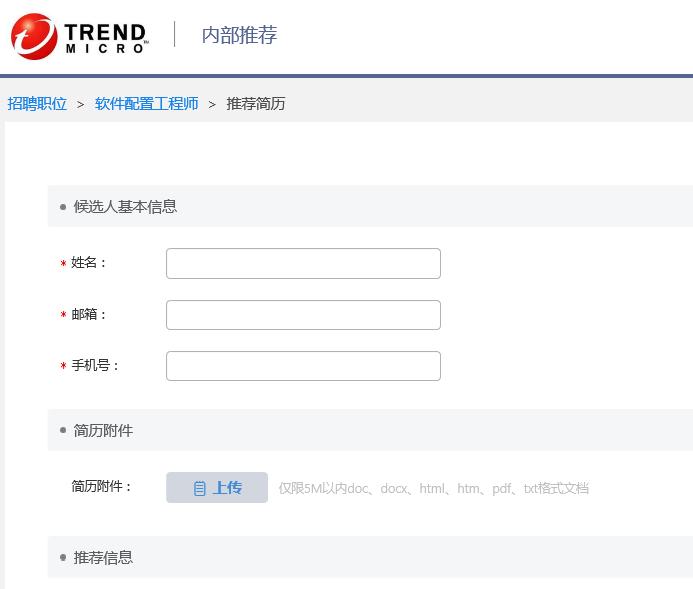 TREND
MICRO™
内部推荐
招聘职位 > 软件配置工程师 > 推荐简历
候选人基本信息
* 姓名：
* 邮箱：
* 手机号：
简历附件
简历附件：
上传
仅限5M以内doc、docx、html、htm、pdf、txt格式文档
推荐信息